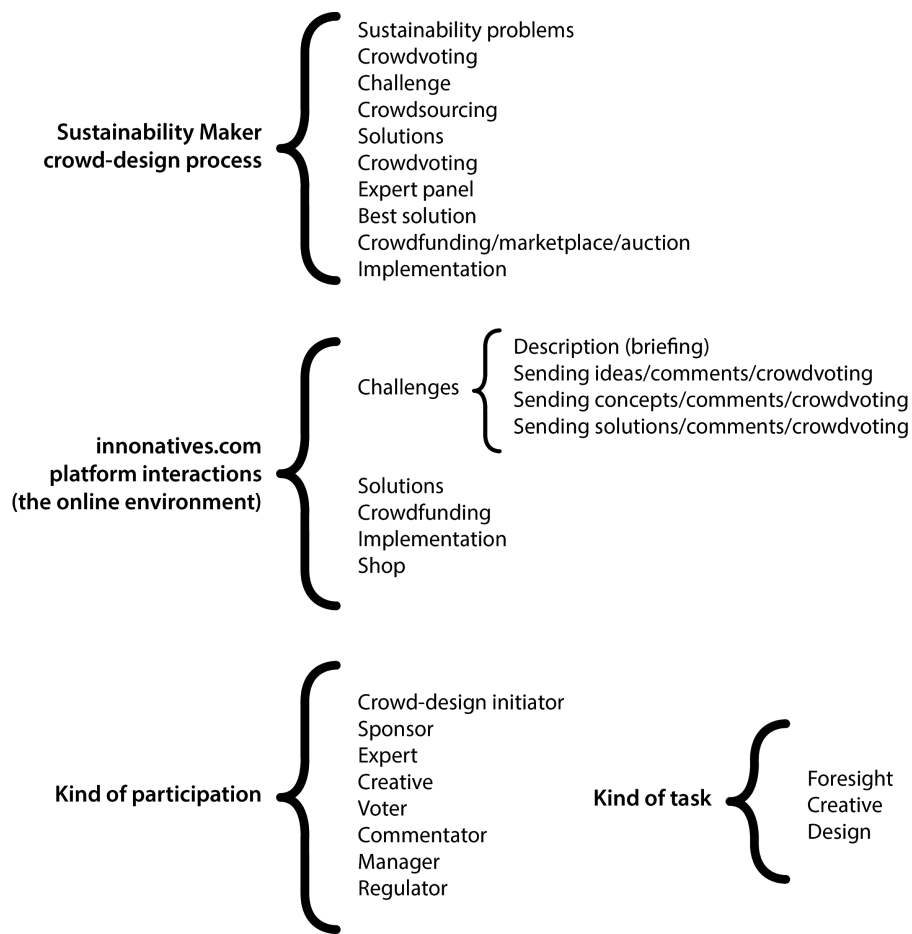 Sustainability Maker
crowd-design process
Sustainability problems
Crowdvoting
Challenge
Crowdsourcing
Solutions
Crowdvoting
Expert panel
Best solution
Crowdfunding/marketplace/auction
Implementation
innonatives.com
platform interactions
(the online environment)
Challenges
Description (briefing)
Sending ideas/comments/crowdvoting
Sending concepts/comments/crowdvoting
Sending solutions/comments/crowdvoting
Solutions
Crowdfunding
Implementation
Shop
Kind of participation
Crowd-design initiator
Sponsor
Expert
Creative
Voter
Commentator
Manager
Regulator
Kind of task
Foresight
Creative
Design